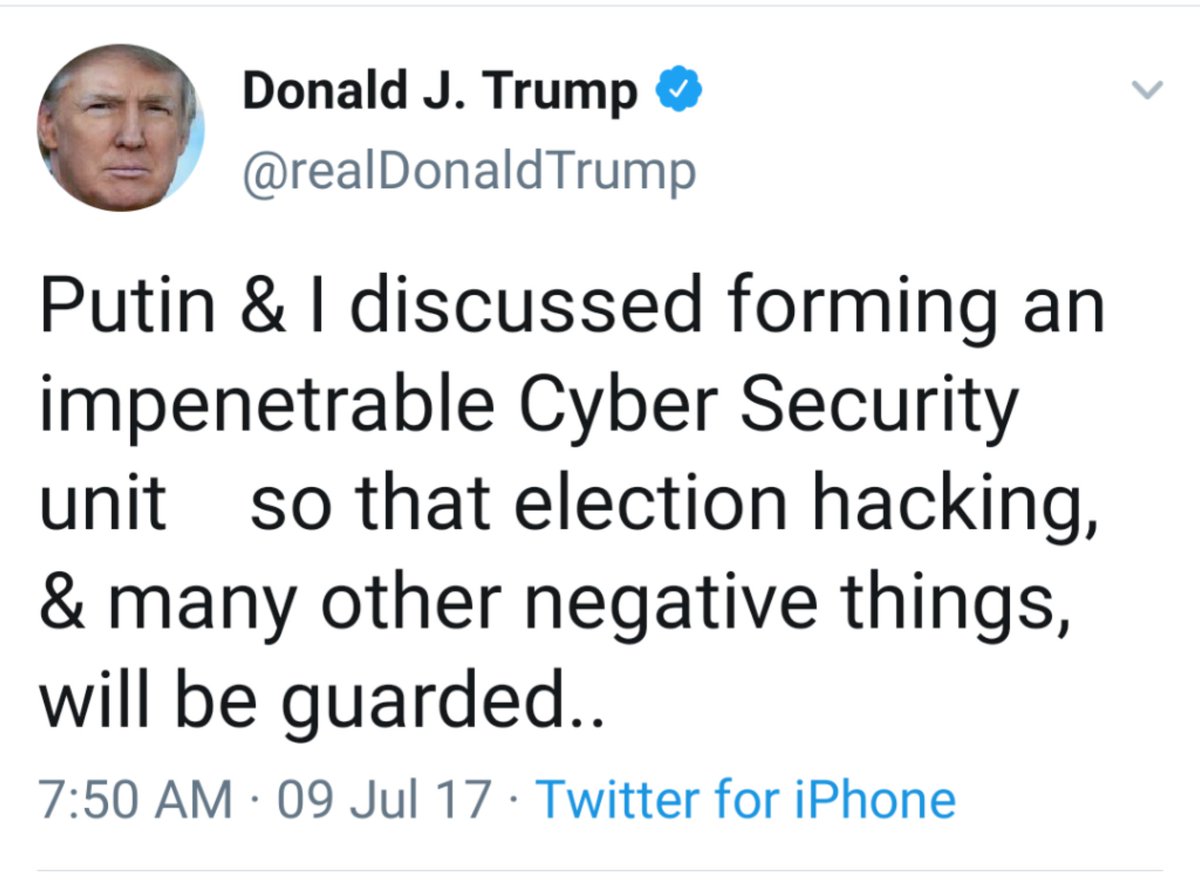 Donald J. Trump
@realDonaldTrump
Putin & I discussed forming an
impenetrable Cyber Security
unit so that election hacking,
& many other negative things,
will be guarded..
7:50 AM · 09 Jul 17 · Twitter for iPhone